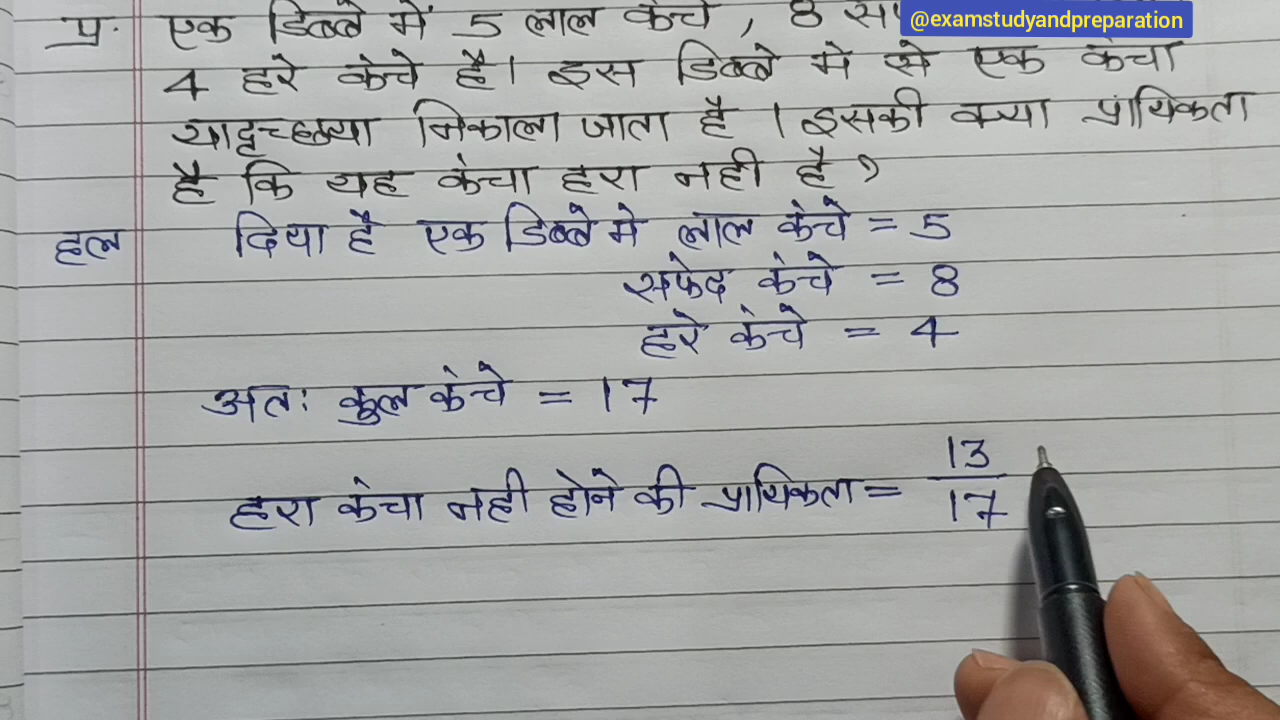 प्र. एक डिब्बे में 5 लाल कंचे, 8
@examstudyandpreparation
4 हरे कंचे है। इस डिब्बे मे से एक कंचा
याद्दच्छया निकाला जाता है। इसकी क्या प्रायिकता
है कि यह कंचा हरा नही है?
हल दिया है एक डिब्बे मे लाल कंचे = 5
सफेद कंचे = 8
हरे कंचे = 4
अतः कुल कंचे = 17
हरा कंचा नही होने की प्रायिकता = 13/17